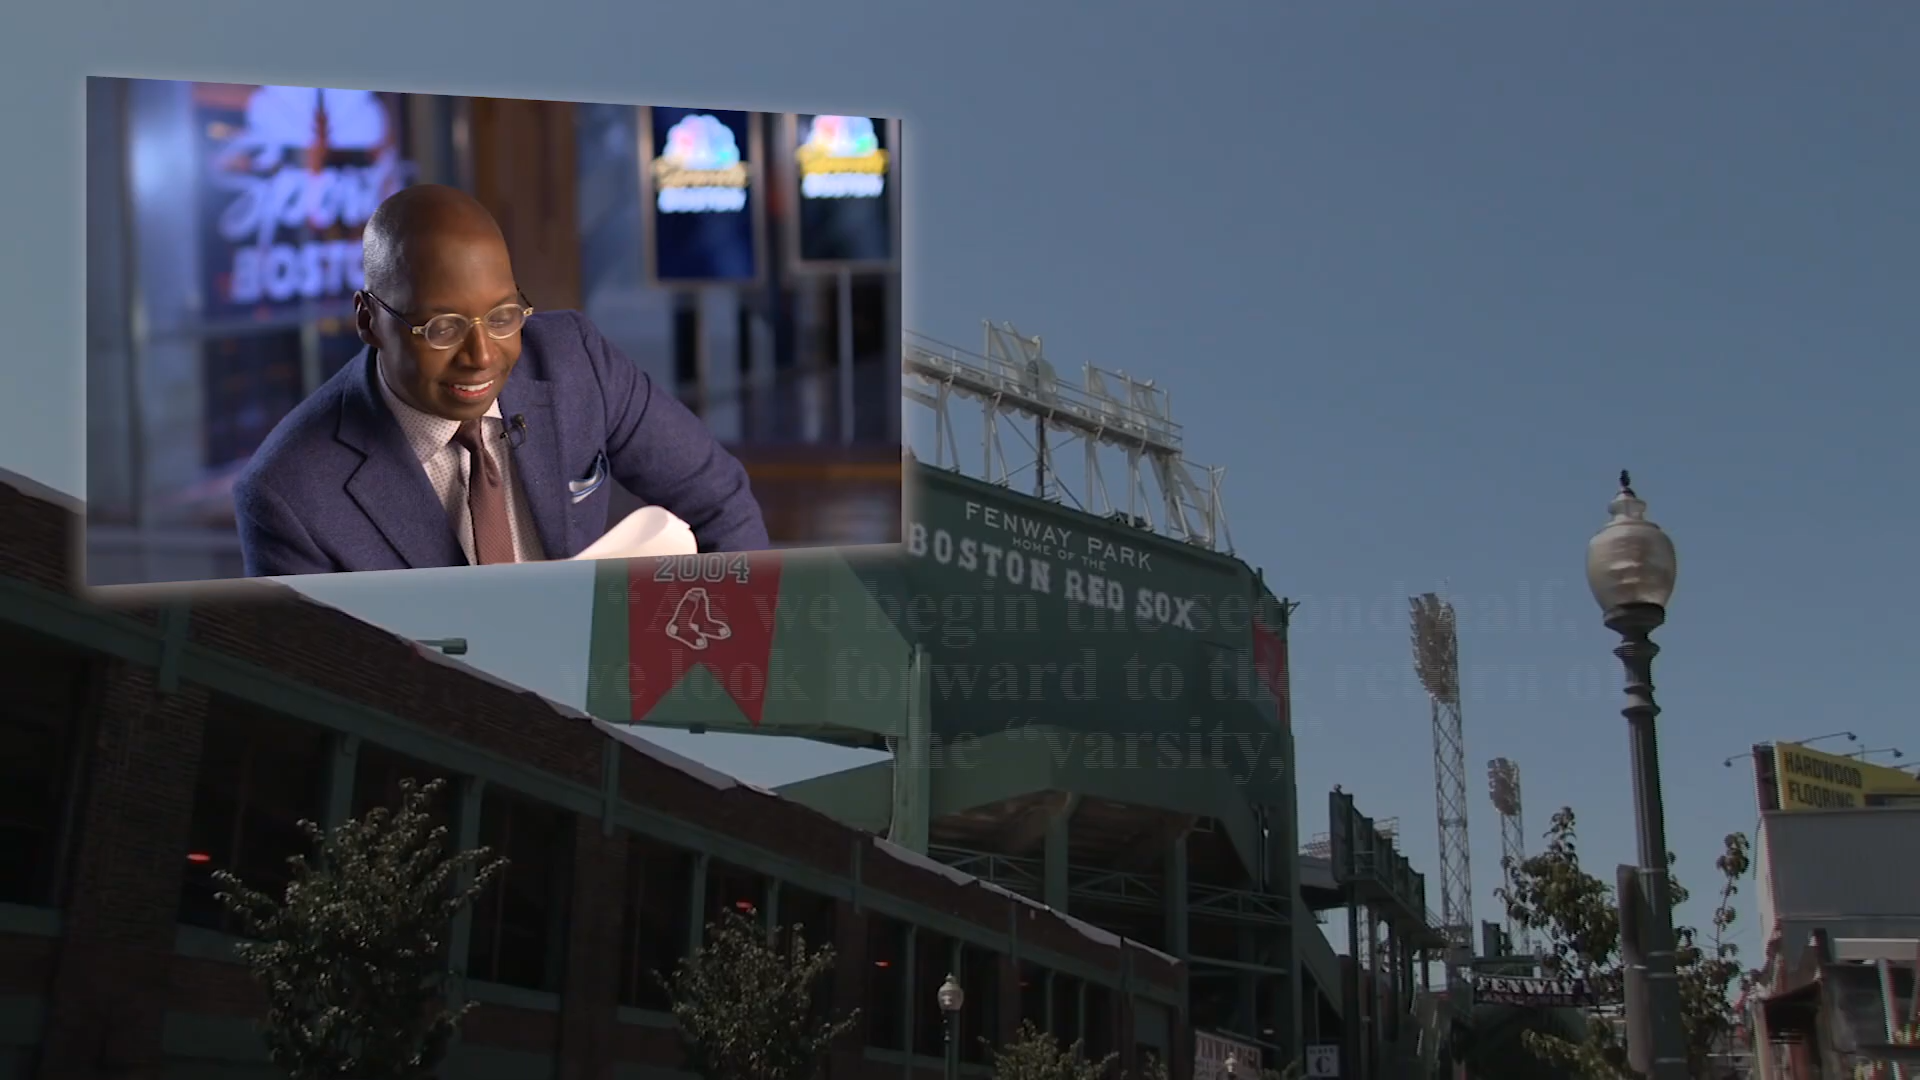 Sports
BOSTON
BOSTON
BOSTON
2004
FENWAY PARK
HOME OF THE
BOSTON RED SOX
“As we begin the second half,
we look forward to the return of
the “varsity,”
HARDWOOD
FLOORING
FENWAY
C